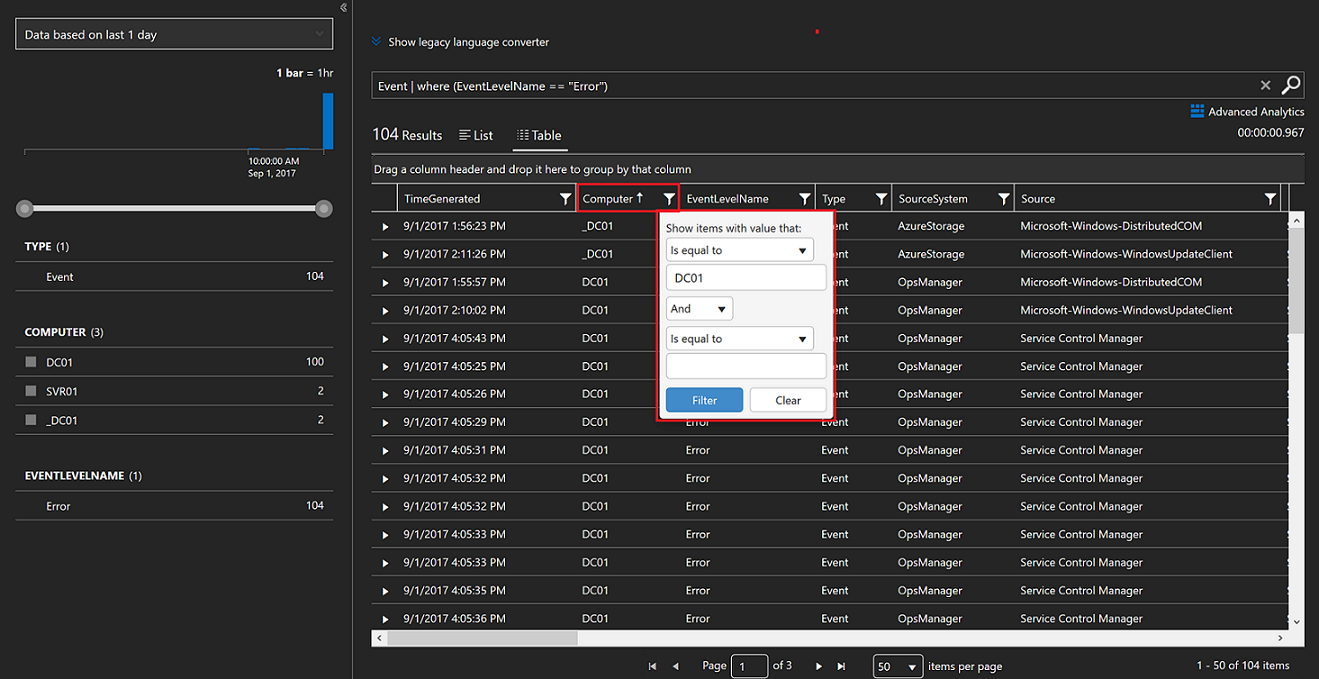 Data based on last 1 day
1 bar = 1hr
10:00:00 AM
Sep 1, 2017
TYPE (1)
Event 104
COMPUTER (3)
DC01 100
SVR01 2
_DC01 2
EVENTLEVELNAME (1)
Error 104
Show legacy language converter
Event | where (EventLevelName == "Error")
Advanced Analytics
104 Results List Table
00:00:00.967
Drag a column header and drop it here to group by that column
TimeGenerated Computer ↑ EventLevelName Type SourceSystem Source
9/1/2017 1:56:23 PM _DC01 ent AzureStorage Microsoft-Windows-DistributedCOM
9/1/2017 2:11:26 PM _DC01 ent AzureStorage Microsoft-Windows-WindowsUpdateClient
9/1/2017 1:55:57 PM DC01 ent OpsManager Microsoft-Windows-DistributedCOM
9/1/2017 2:10:02 PM DC01 ent OpsManager Microsoft-Windows-WindowsUpdateClient
9/1/2017 4:05:43 PM DC01 ent OpsManager Service Control Manager
9/1/2017 4:05:25 PM DC01 ent OpsManager Service Control Manager
9/1/2017 4:05:26 PM DC01 ent OpsManager Service Control Manager
9/1/2017 4:05:29 PM DC01 Error ent OpsManager Service Control Manager
9/1/2017 4:05:31 PM DC01 Error Event OpsManager Service Control Manager
9/1/2017 4:05:32 PM DC01 Error Event OpsManager Service Control Manager
9/1/2017 4:05:32 PM DC01 Error Event OpsManager Service Control Manager
9/1/2017 4:05:33 PM DC01 Error Event OpsManager Service Control Manager
9/1/2017 4:05:33 PM DC01 Error Event OpsManager Service Control Manager
9/1/2017 4:05:35 PM DC01 Error Event OpsManager Service Control Manager
9/1/2017 4:05:36 PM DC01 Error Event OpsManager Service Control Manager
Show items with value that:
Is equal to
DC01
And
Is equal to
Filter Clear
Page 1 of 3 50 items per page 1 - 50 of 104 items